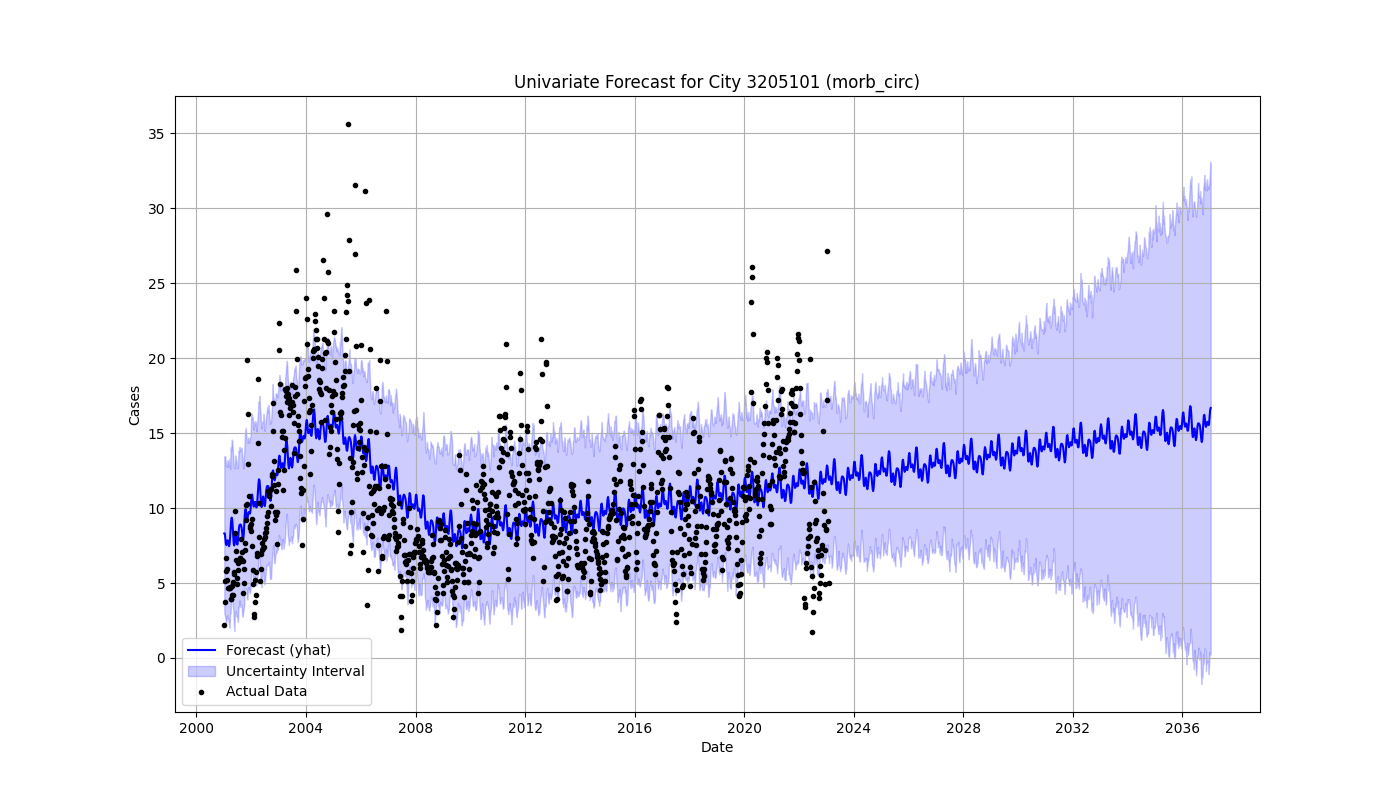 Univariate Forecast for City 3205101 (morb_circ)
35
30
25
20
15
10
5
0
Cases
Forecast (yhat)
Uncertainty Interval
Actual Data
2000 2004 2008 2012 2016 2020 2024 2028 2032 2036
Date